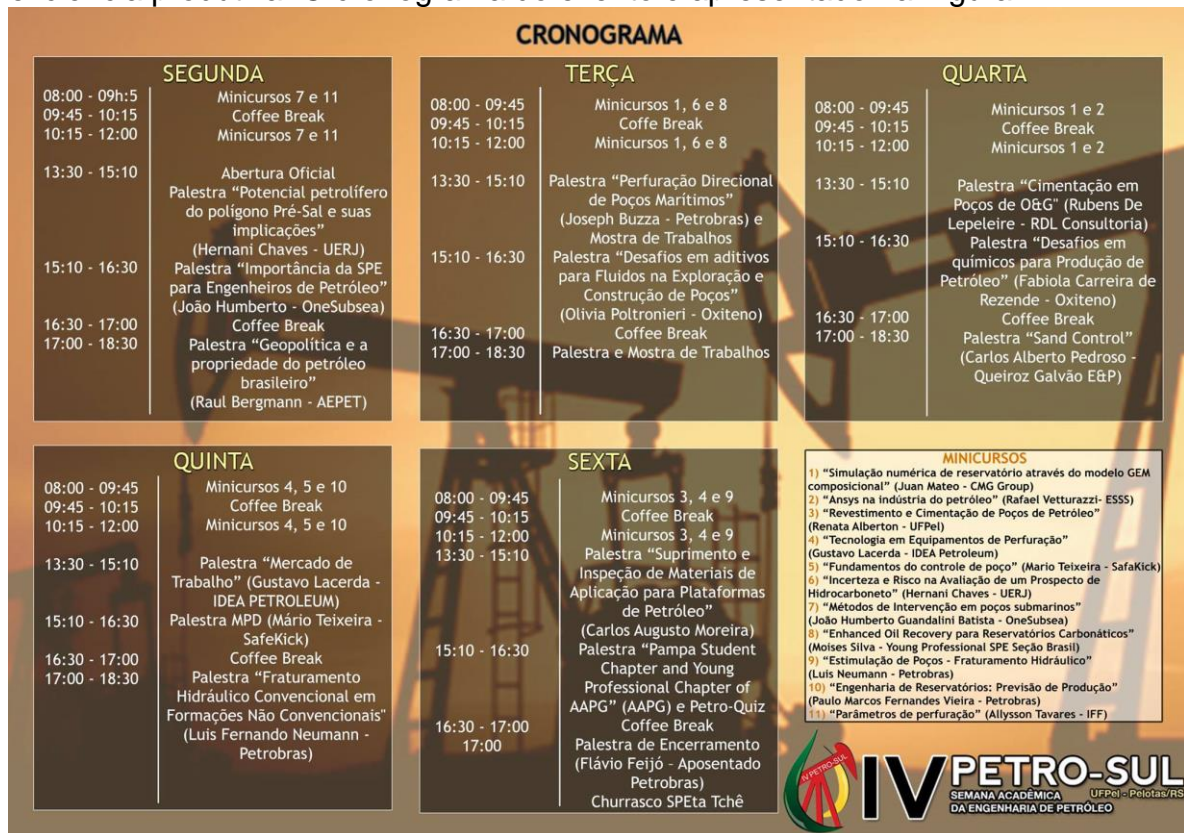 CRONOGRAMA
SEGUNDA
08:00 - 09h:5 Minicursos 7 e 11
09:45 - 10:15 Coffee Break
10:15 - 12:00 Minicursos 7 e 11
13:30 - 15:10 Abertura Oficial
Palestra “Potencial petrolífero
do polígono Pré-Sal e suas
implicações”
(Hernani Chaves - UERJ)
15:10 - 16:30 Palestra “Importância da SPE
para Engenheiros de Petróleo”
(João Humberto - OneSubsea)
16:30 - 17:00 Coffee Break
17:00 - 18:30 Palestra “Geopolítica e a
propriedade do petróleo
brasileiro”
(Raul Bergmann - AEPET)
TERÇA
08:00 - 09:45 Minicursos 1, 6 e 8
09:45 - 10:15 Coffe Break
10:15 - 12:00 Minicursos 1, 6 e 8
13:30 - 15:10 Palestra “Perfuração Direcional
de Poços Marítimos”
(Joseph Buzza - Petrobras) e
Mostra de Trabalhos
15:10 - 16:30 Palestra “Desafios em aditivos
para Fluidos na Exploração e
Construção de Poços”
(Olivia Poltronieri - Oxiteno)
16:30 - 17:00 Coffee Break
17:00 - 18:30 Palestra e Mostra de Trabalhos
QUARTA
08:00 - 09:45 Minicursos 1 e 2
09:45 - 10:15 Coffee Break
10:15 - 12:00 Minicursos 1 e 2
13:30 - 15:10 Palestra “Cimentação em
Poços de O&G" (Rubens De
Lepeleire - RDL Consultoria)
15:10 - 16:30 Palestra “Desafios em
químicos para Produção de
Petróleo” (Fabiola Carreira de
Rezende - Oxiteno)
16:30 - 17:00 Coffee Break
17:00 - 18:30 Palestra “Sand Control”
(Carlos Alberto Pedroso -
Queiroz Galvão E&P)
QUINTA
08:00 - 09:45 Minicursos 4, 5 e 10
09:45 - 10:15 Coffee Break
10:15 - 12:00 Minicursos 4, 5 e 10
13:30 - 15:10 Palestra “Mercado de
Trabalho” (Gustavo Lacerda -
IDEA PETROLEUM)
15:10 - 16:30 Palestra MPD (Mário Teixeira -
SafeKick)
16:30 - 17:00 Coffee Break
17:00 - 18:30 Palestra “Fraturamento
Hidráulico Convencional em
Formações Não Convencionais"
(Luis Fernando Neumann -
Petrobras)
SEXTA
08:00 - 09:45 Minicursos 3, 4 e 9
09:45 - 10:15 Coffee Break
10:15 - 12:00 Minicursos 3, 4 e 9
13:30 - 15:10 Palestra “Suprimento e
Inspeção de Materiais de
Aplicação para Plataformas
de Petróleo”
(Carlos Augusto Moreira)
15:10 - 16:30 Palestra “Pampa Student
Chapter and Young
Professional Chapter of
AAPG” (AAPG) e Petro-Quiz
16:30 - 17:00 Coffee Break
17:00 Palestra de Encerramento
(Flávio Feijó - Aposentado
Petrobras)
Churrasco SPEta Tchê
MINICURSOS
1) “Simulação numérica de reservatório através do modelo GEM
composicional” (Juan Mateo - CMG Group)
2) “Ansys na indústria do petróleo” (Rafael Vetturazzi- ESSS)
3) “Revestimento e Cimentação de Poços de Petróleo”
(Renata Alberton - UFPel)
4) “Tecnologia em Equipamentos de Perfuração”
(Gustavo Lacerda - IDEA Petroleum)
5) “Fundamentos do controle de poço” (Mario Teixeira - SafaKick)
6) “Incerteza e Risco na Avaliação de um Prospecto de
Hidrocarboneto” (Hernani Chaves - UERJ)
7) “Métodos de Intervenção em poços submarinos”
(João Humberto Guandalini Batista - OneSubsea)
8) “Enhanced Oil Recovery para Reservatórios Carbonáticos”
(Moises Silva - Young Professional SPE Seção Brasil)
9) “Estimulação de Poços - Fraturamento Hidráulico”
(Luis Neumann - Petrobras)
10) “Engenharia de Reservatórios: Previsão de Produção”
(Paulo Marcos Fernandes Vieira - Petrobras)
11) “Parâmetros de perfuração” (Allysson Tavares - IFF)
IV PETRO-SUL
IV PETRO-SUL
SEMANA ACADÊMICA UFPel - Pelotas/RS
DA ENGENHARIA DE PETRÓLEO